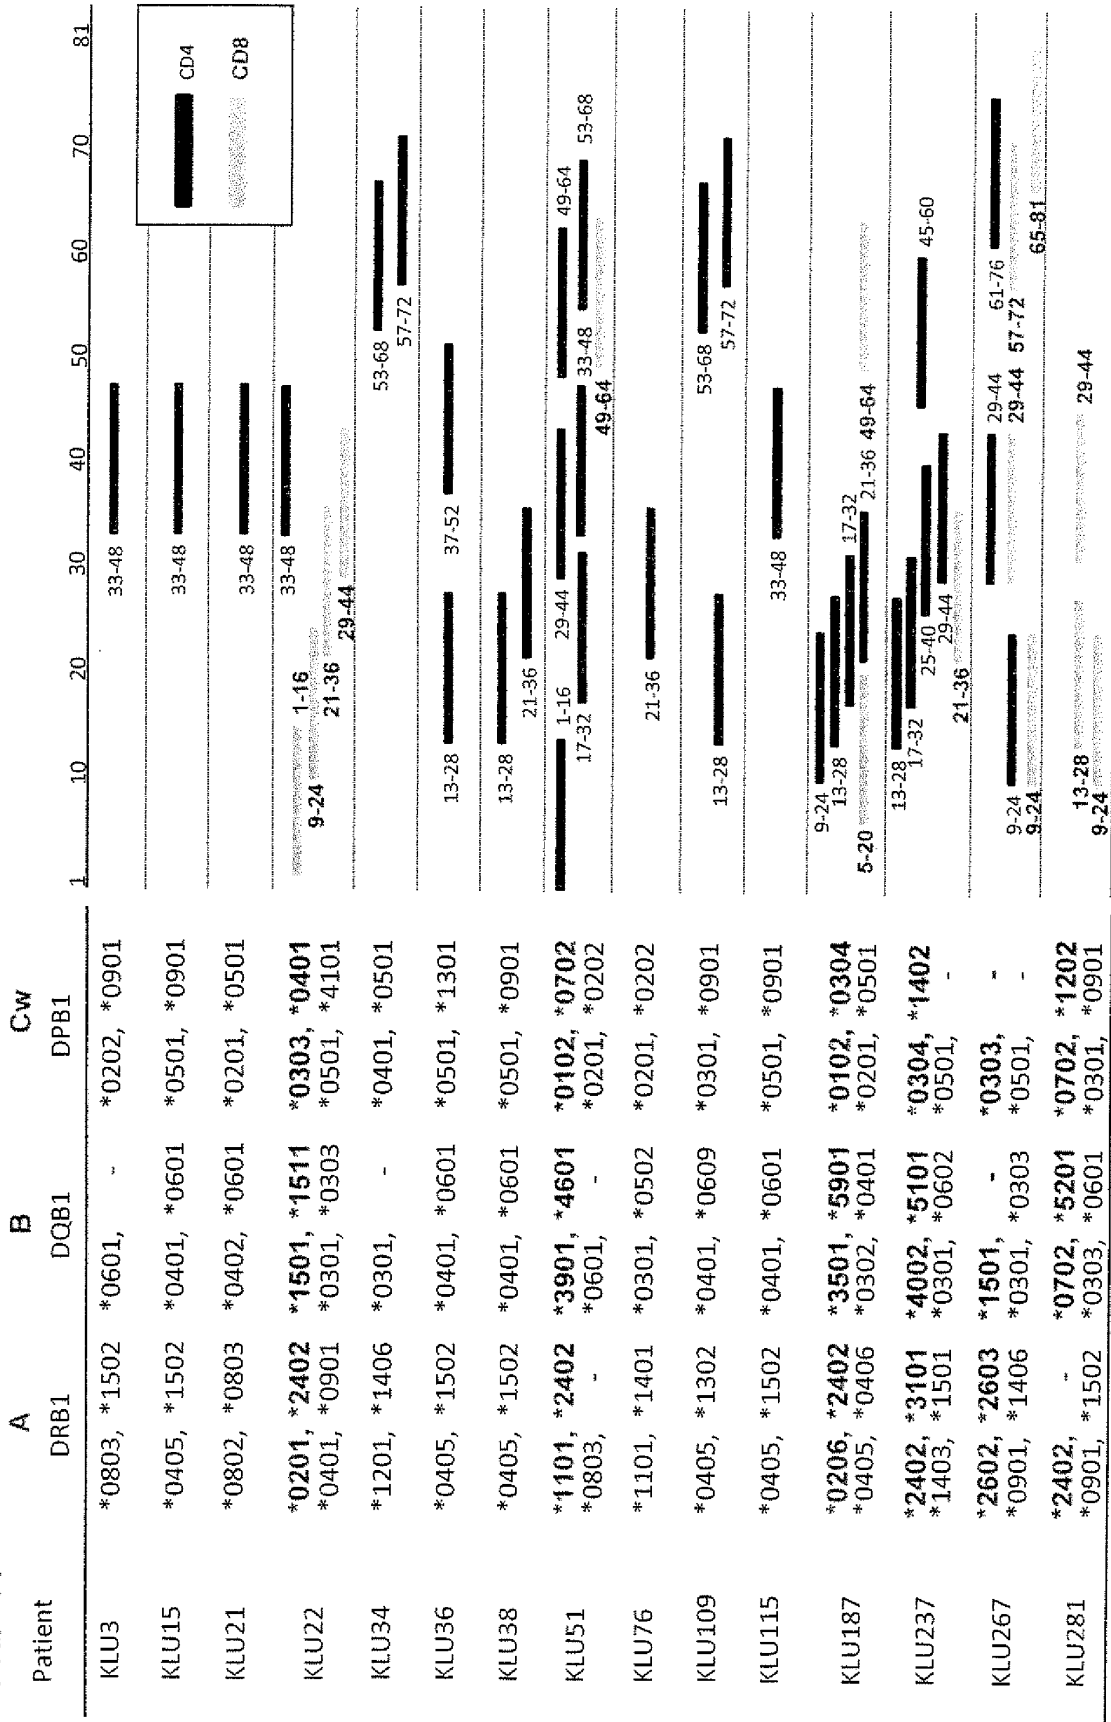 Patient A B Cw 1 10 20 30 40 50 60 70 81
DRB1 DQB1 DPB1
CD4
CD8
KLU3 *0803, *1502 *0601, - *0202, *0901 33-48
KLU15 *0405, *1502 *0401, *0601 *0501, *0901 33-48
KLU21 *0802, *0803 *0402, *0601 *0201, *0501 33-48
KLU22 *0201, *2402 *1501, *1511 *0303, *0401 33-48
*0401, *0901 *0301, *0303 *0501, *4101
1-16
9-24
21-36
29-44
KLU34 *1201, *1406 *0301, - *0401, *0501 53-68
57-72
KLU36 *0405, *1502 *0401, *0601 *0501, *1301 13-28 37-52
KLU38 *0405, *1502 *0401, *0601 *0501, *0901 13-28
21-36
KLU51 *1101, *2402 *3901, *4601 *0102, *0702 1-16 29-44 49-64
*0803, - *0601, - *0201, *0202 17-32 33-48 53-68
49-64
KLU76 *1101, *1401 *0301, *0502 *0201, *0202 21-36
KLU109 *0405, *1302 *0401, *0609 *0301, *0901 53-68
13-28 57-72
KLU115 *0405, *1502 *0401, *0601 *0501, *0901 33-48
KLU187 *0206, *2402 *3501, *5901 *0102, *0304 9-24
*0405, *0406 *0302, *0401 *0201, *0501 13-28
17-32
5-20 21-36 49-64
KLU237 *2402, *3101 *4002, *5101 *0304, *1402 13-28
*1403, *1501 *0301, *0602 *0501, - 17-32
25-40 45-60
29-44
21-36
KLU267 *2602, *2603 *1501, - *0303, - 29-44 61-76
*0901, *1406 *0301, *0303 *0501, - 9-24 29-44 57-72
9-24 65-81
KLU281 *2402, - *0702, *5201 *0702, *1202 13-28 29-44
*0901, *1502 *0303, *0601 *0301, *0901 9-24